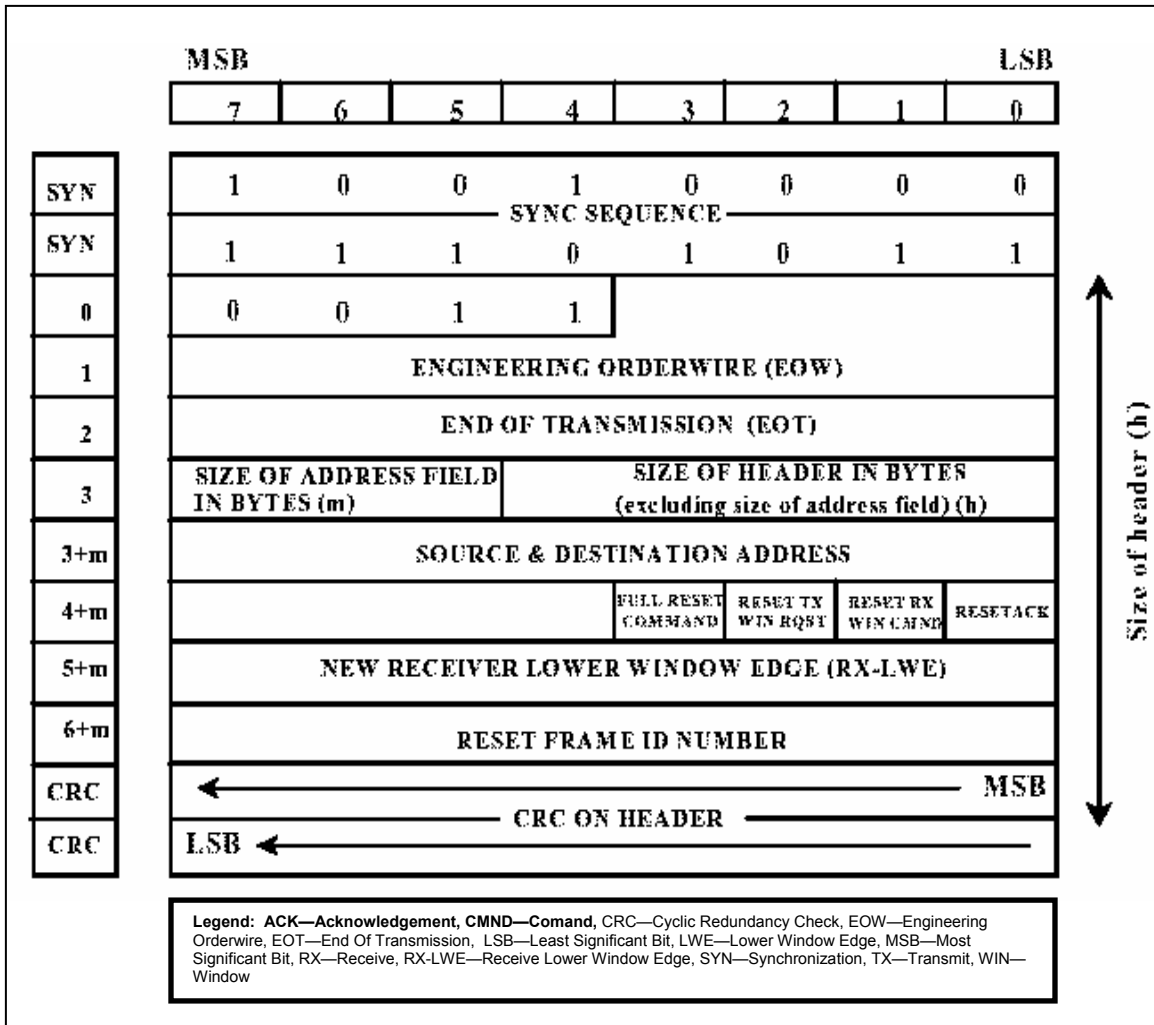 MSB LSB
7 6 5 4 3 2 1 0
SYN 1 0 0 1 0 0 0 0
SYNC SEQUENCE
SYN 1 1 1 0 1 0 1 1
0 0 0 1 1
1 ENGINEERING ORDERWIRE (EOW)
2 END OF TRANSMISSION (EOT)
3 SIZE OF ADDRESS FIELD
IN BYTES (m)
SIZE OF HEADER IN BYTES
(excluding size of address field) (h)
3+m SOURCE & DESTINATION ADDRESS
4+m
FULL RESET
COMMAND
RESET TX
WIN RQST
RESET RX
WIN CMND
RESET ACK
5+m NEW RECEIVER LOWER WINDOW EDGE (RX-LWE)
6+m RESET FRAME ID NUMBER
CRC MSB
CRC ON HEADER
CRC LSB
Size of header (h)
Legend: ACK—Acknowledgement, CMND—Comand, CRC—Cyclic Redundancy Check, EOW—Engineering
Orderwire, EOT—End Of Transmission, LSB—Least Significant Bit, LWE—Lower Window Edge, MSB—Most
Significant Bit, RX—Receive, RX-LWE—Receive Lower Window Edge, SYN—Synchronization, TX—Transmit, WIN—
Window